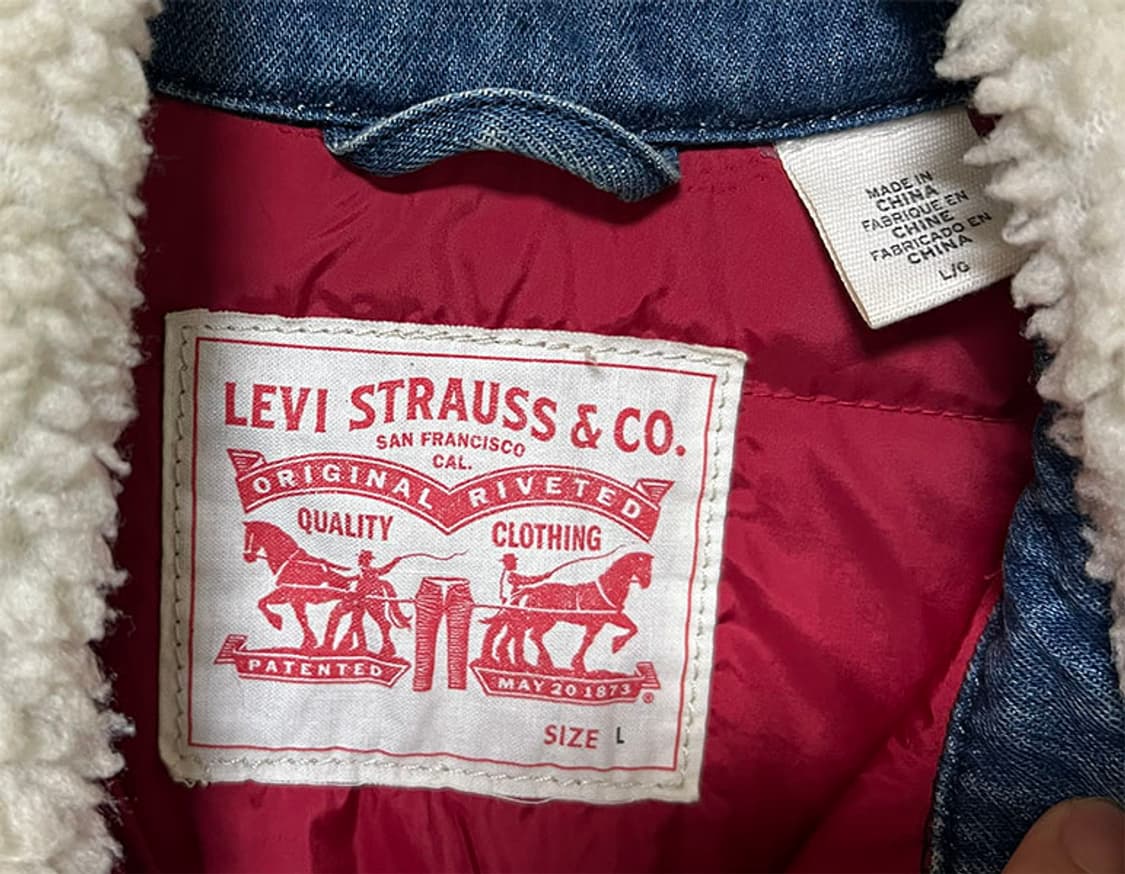 MADE IN
CHINA
FABRIQUE EN
CHINE
FABRICADO EN
CHINA
L/G
LEVI STRAUSS & CO.
SAN FRANCISCO
CAL.
ORIGINAL RIVETED
QUALITY CLOTHING
PATENTED MAY 20 1873 ®
SIZE L